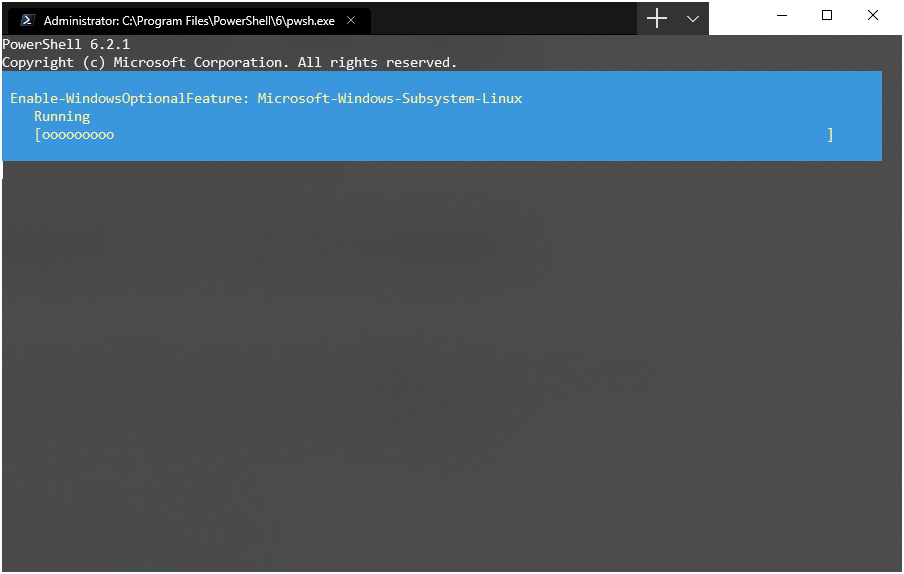 Administrator: C:\Program Files\PowerShell\6\pwsh.exe
PowerShell 6.2.1
Copyright (c) Microsoft Corporation. All rights reserved.
Enable-WindowsOptionalFeature: Microsoft-Windows-Subsystem-Linux
Running
[ooooooooo ]